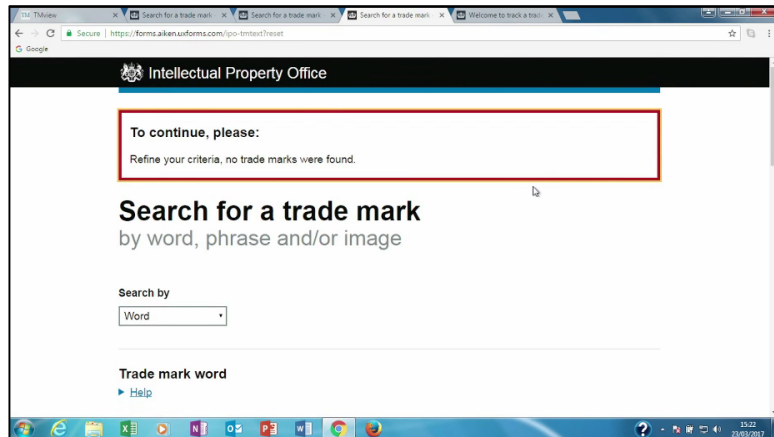 TMview
Search for a trade mark
Search for a trade mark
Search for a trade mark
Welcome to track a trad
Secure
https://forms.aiken.uxforms.com/ipo-tmtext?reset
Google
Intellectual Property Office
To continue, please:
Refine your criteria, no trade marks were found.
Search for a trade mark
by word, phrase and/or image
Search by
Word
Trade mark word
Help
15:22
23/03/2017